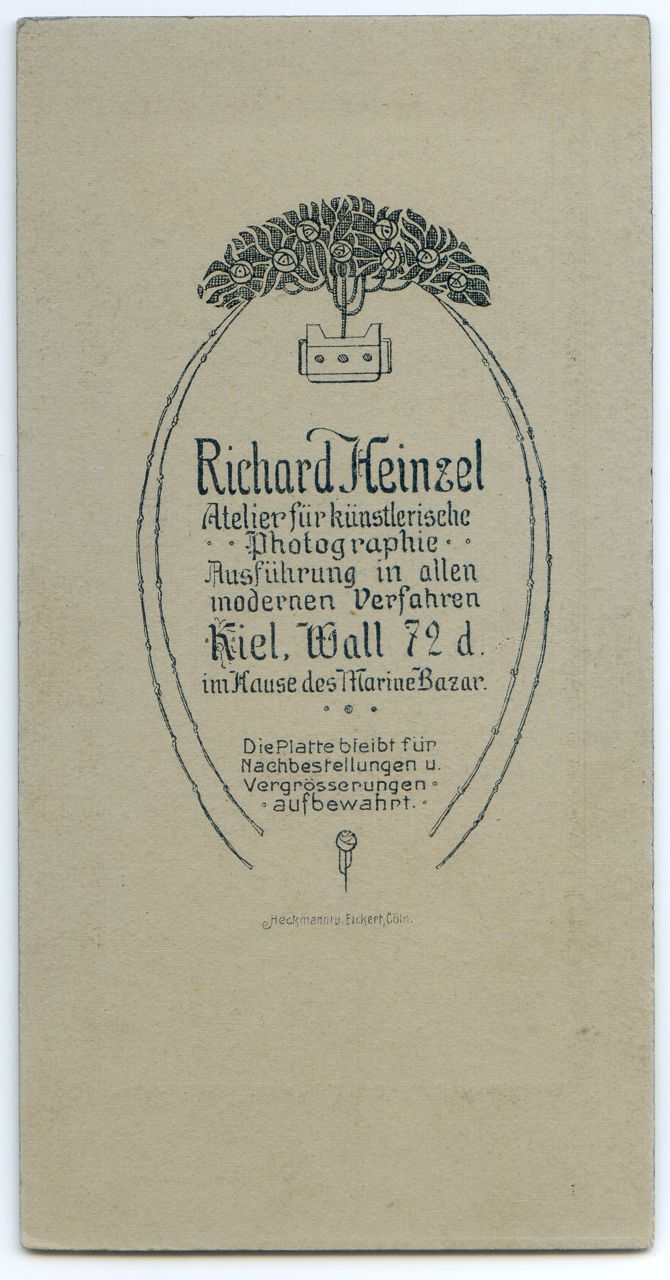 Richard Heinzel
Atelier für künstlerische
Photographie
Ausführung in allen
modernen Verfahren
Kiel, Wall 72 d.
im Hause des Marine Bazar.
Die Platte bleibt für
Nachbestellungen u.
Vergrösserungen
aufbewahrt.
Heckmann u. Eickert, Cöln.